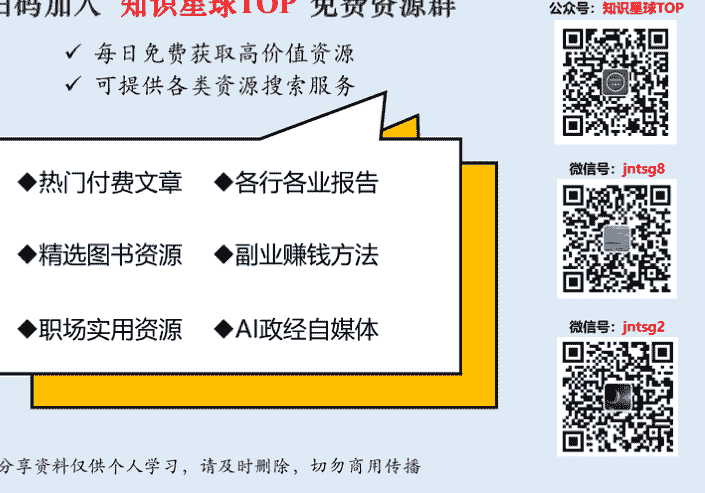 扫码加入 知识星球TOP 免费资源群
✓ 每日免费获取高价值资源
✓ 可提供各类资源搜索服务
◆热门付费文章 ◆各行各业报告
◆精选图书资源 ◆副业赚钱方法
◆职场实用资源 ◆AI政经自媒体
分享资料仅供个人学习，请及时删除，切勿商用传播
公众号：知识星球TOP
微信号：jntsg8
微信号：jntsg2